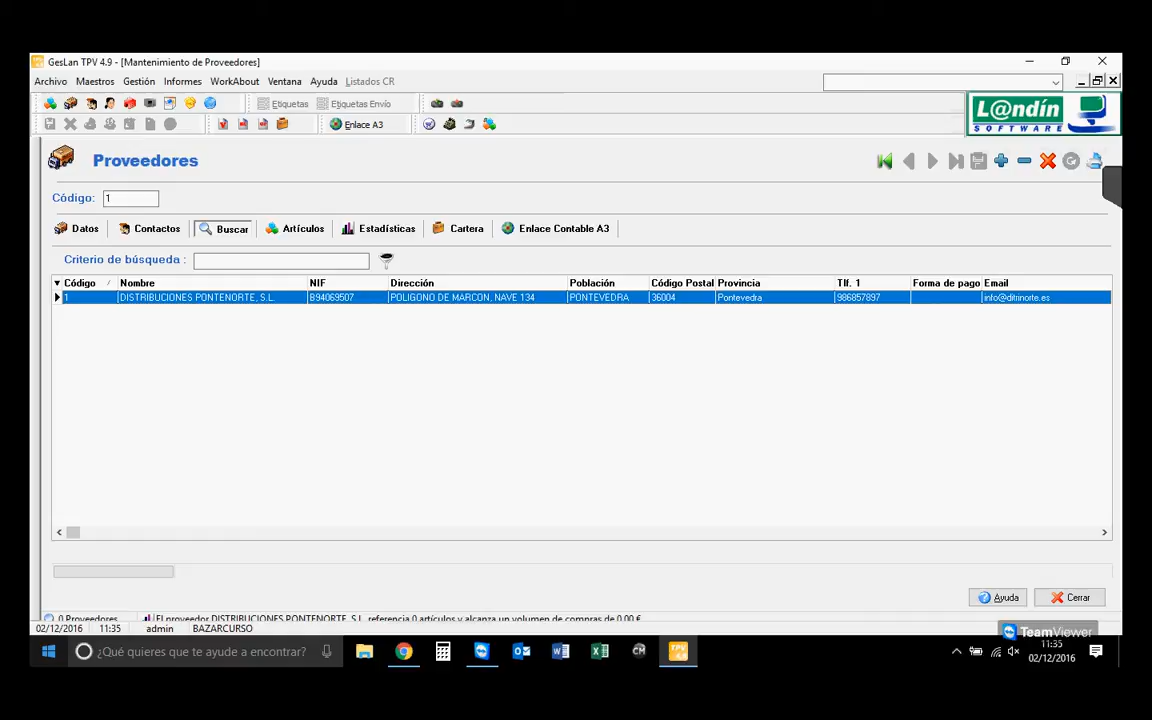 GesLan TPV 4.9 - [Mantenimiento de Proveedores]
Archivo Maestros Gestión Informes WorkAbout Ventana Ayuda Listados CR
Etiquetas Etiquetas Envío
Enlace A3
L@ndín
SOFTWARE
Proveedores
Código: 1
Datos Contactos Buscar Artículos Estadísticas Cartera Enlace Contable A3
Criterio de búsqueda :
Código Nombre NIF Dirección Población Código Postal Provincia Tlf. 1 Forma de pago Email
1 DISTRIBUCIONES PONTENORTE, S.L. B94069507 POLIGONO DE MARCON, NAVE 134 PONTEVEDRA 36004 Pontevedra 986857897 info@ditrinorte.es
Ayuda Cerrar
0 Proveedores El proveedor DISTRIBUCIONES PONTENORTE, S.L. referencia 0 artículos y alcanza un volumen de compras de 0,00 €
02/12/2016 11:35 admin BAZARCURSO
TeamViewer
¿Qué quieres que te ayude a encontrar?
TPV
4.9
11:35
02/12/2016